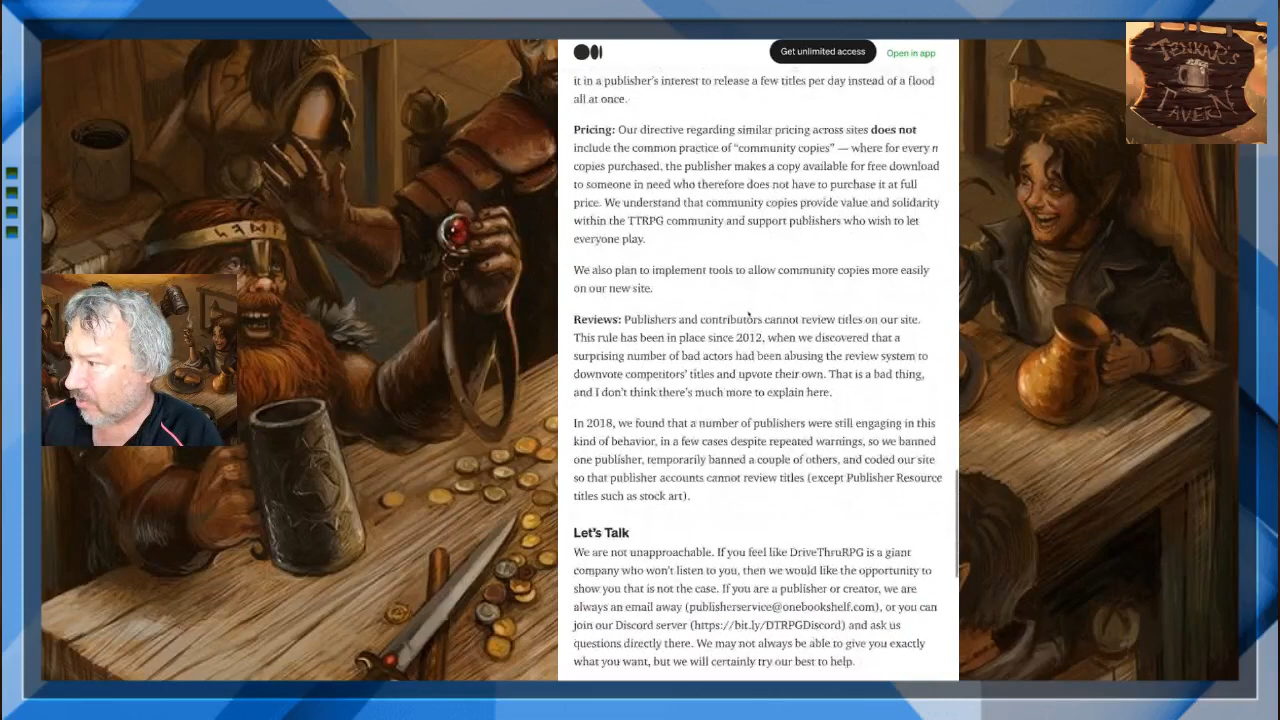 Get unlimited access
Open in app
TENKAR'S
TAVERN
it in a publisher's interest to release a few titles per day instead of a flood
all at once.
Pricing: Our directive regarding similar pricing across sites does not
include the common practice of “community copies” — where for every n
copies purchased, the publisher makes a copy available for free download
to someone in need who therefore does not have to purchase it at full
price. We understand that community copies provide value and solidarity
within the TTRPG community and support publishers who wish to let
everyone play.
We also plan to implement tools to allow community copies more easily
on our new site.
Reviews: Publishers and contributors cannot review titles on our site.
This rule has been in place since 2012, when we discovered that a
surprising number of bad actors had been abusing the review system to
downvote competitors' titles and upvote their own. That is a bad thing,
and I don't think there's much more to explain here.
In 2018, we found that a number of publishers were still engaging in this
kind of behavior, in a few cases despite repeated warnings, so we banned
one publisher, temporarily banned a couple of others, and coded our site
so that publisher accounts cannot review titles (except Publisher Resource
titles such as stock art).
Let's Talk
We are not unapproachable. If you feel like DriveThruRPG is a giant
company who won't listen to you, then we would like the opportunity to
show you that is not the case. If you are a publisher or creator, we are
always an email away (publisherservice@onebookshelf.com), or you can
join our Discord server (https://bit.ly/DTRPGDiscord) and ask us
questions directly there. We may not always be able to give you exactly
what you want, but we will certainly try our best to help.